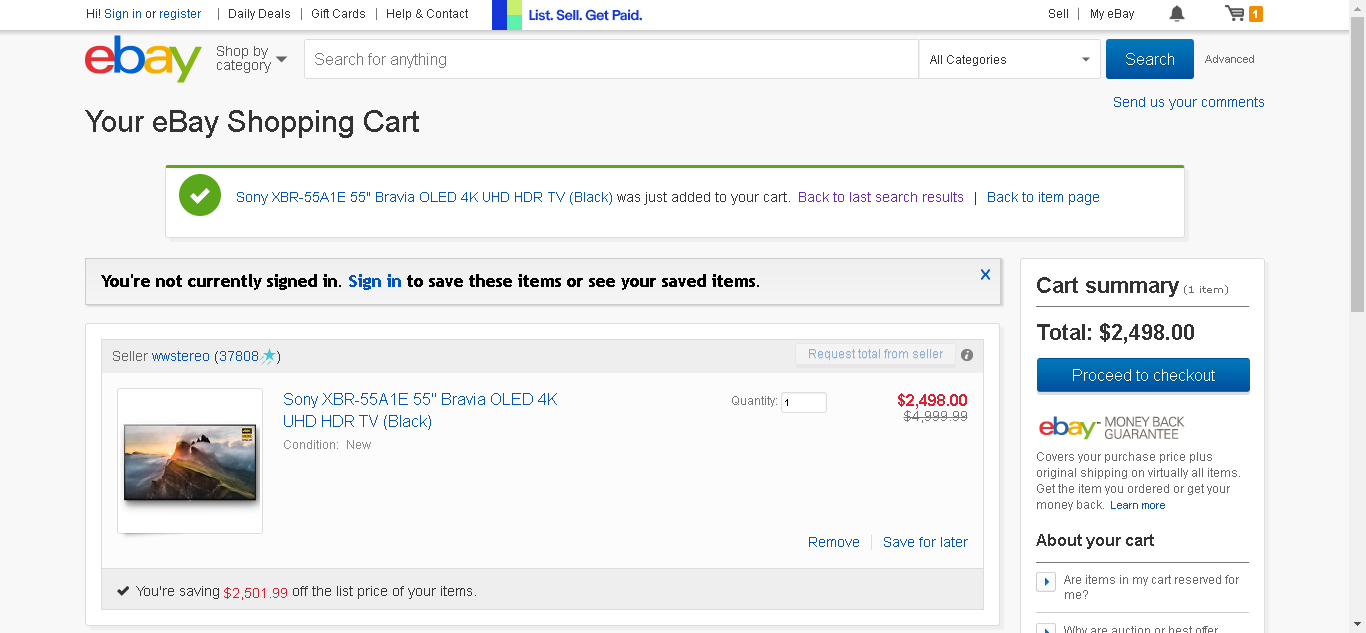 Hi! Sign in or register | Daily Deals | Gift Cards | Help & Contact List. Sell. Get Paid. Sell | My eBay 1
ebay Shop by category Search for anything All Categories Search Advanced
Send us your comments
Your eBay Shopping Cart
Sony XBR-55A1E 55" Bravia OLED 4K UHD HDR TV (Black) was just added to your cart. Back to last search results | Back to item page
You're not currently signed in. Sign in to save these items or see your saved items. X
Seller wwstereo (37808 ) Request total from seller i
Sony XBR-55A1E 55" Bravia OLED 4K
UHD HDR TV (Black)
Condition: New
Quantity: 1
$2,498.00
$4,999.99
Remove | Save for later
You're saving $2,501.99 off the list price of your items.
Cart summary (1 item)
Total: $2,498.00
Proceed to checkout
ebay MONEY BACK
GUARANTEE
Covers your purchase price plus
original shipping on virtually all items.
Get the item you ordered or get your
money back. Learn more
About your cart
Are items in my cart reserved for
me?
Why are auction or best offer